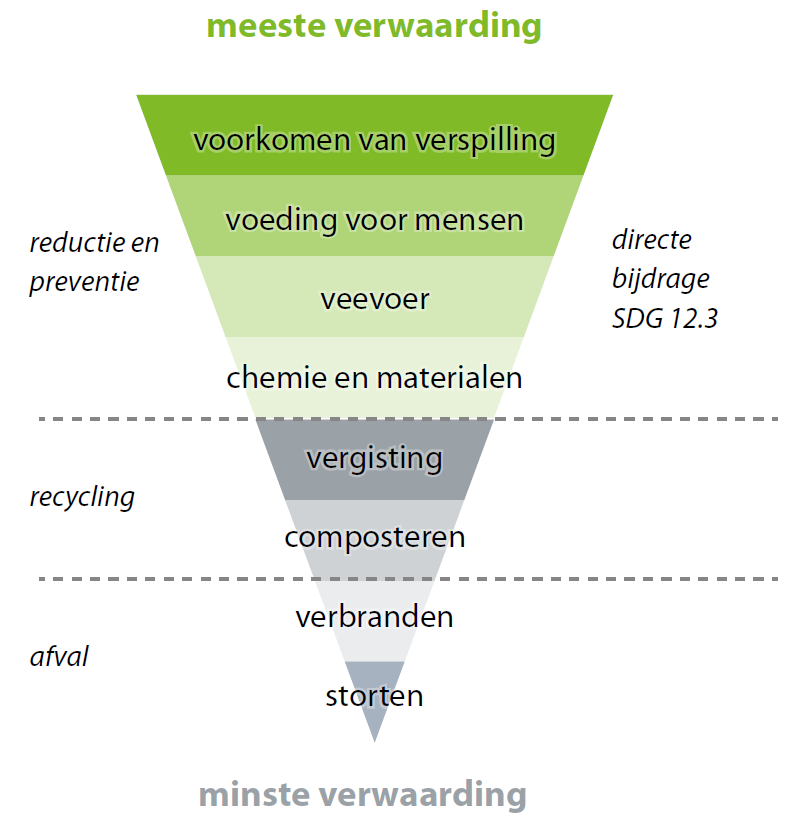 meeste verwaarding
voorkomen van verspilling
voeding voor mensen
reductie en
preventie
directe
bijdrage
SDG 12.3
veevoer
chemie en materialen
vergisting
recycling
composteren
verbranden
afval
storten
minste verwaarding